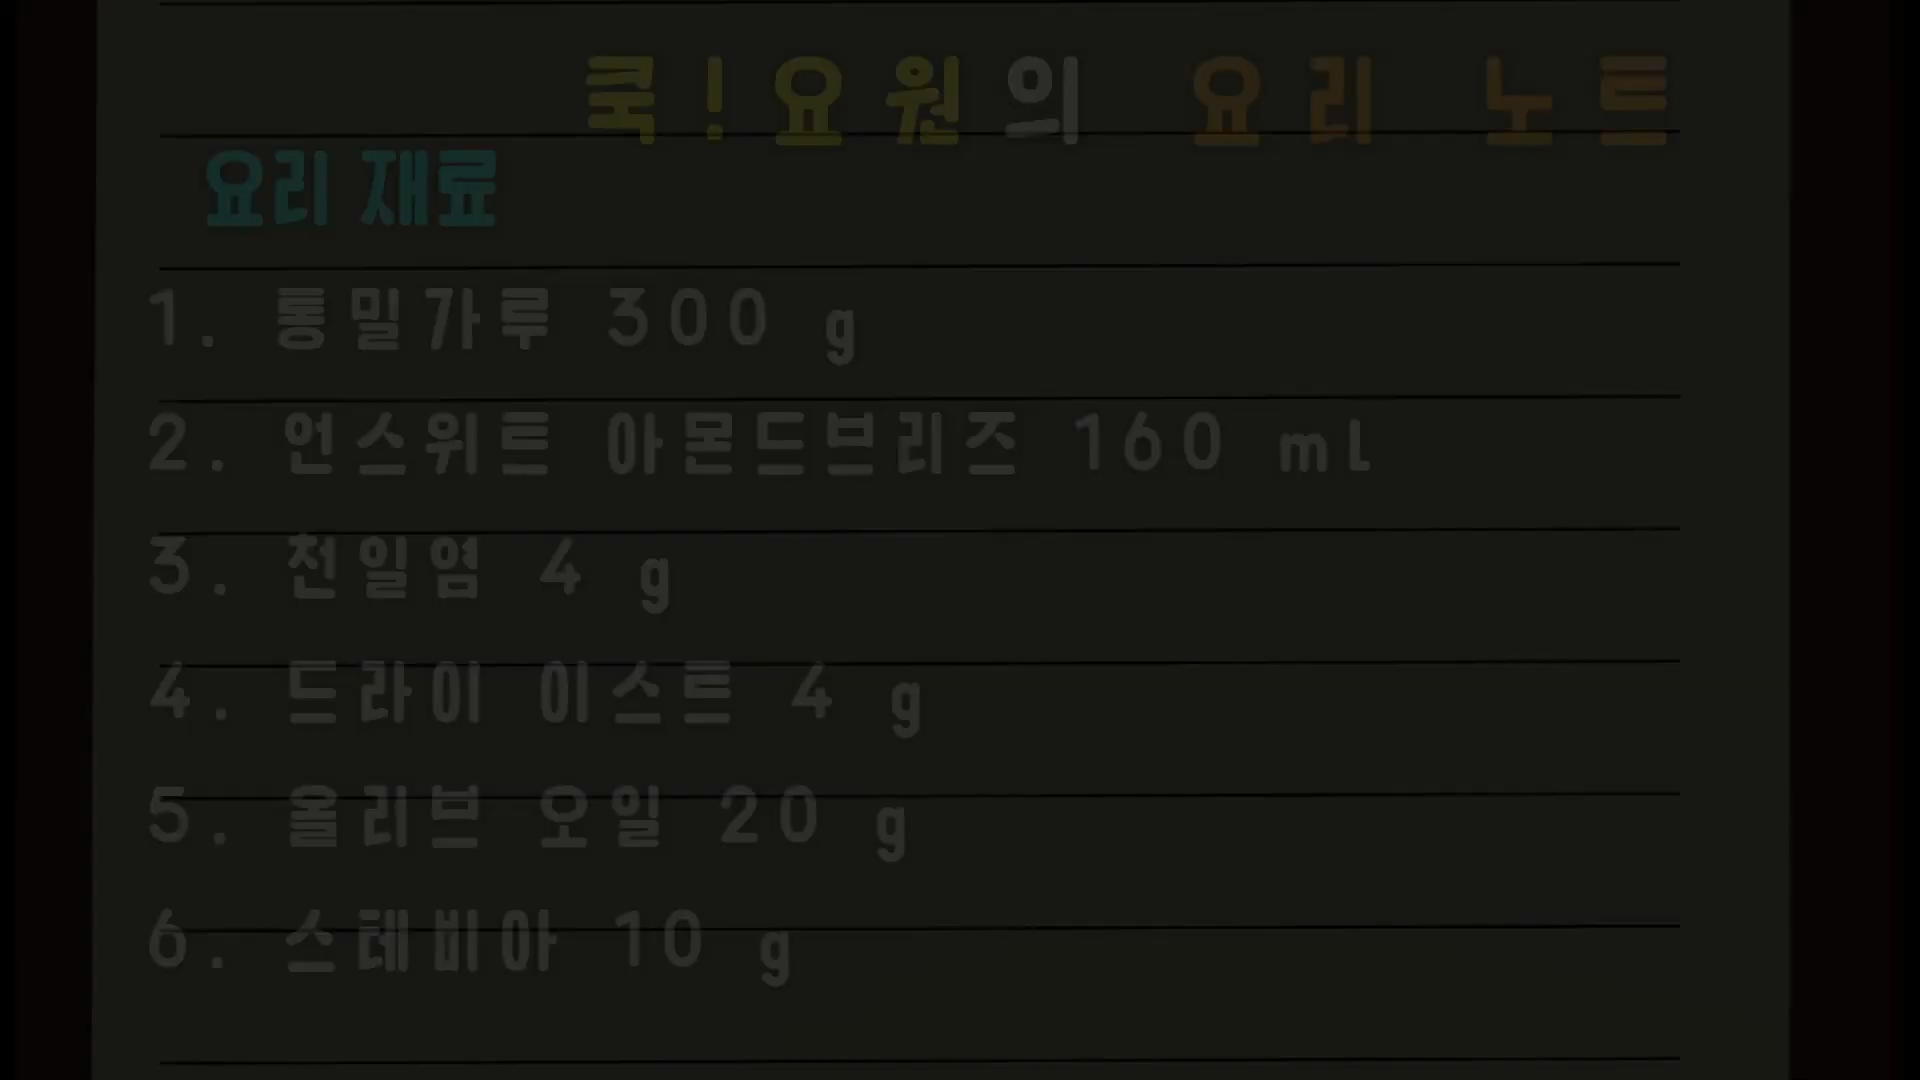 쿡!요원의 요리 노트
요리 재료
1. 통밀가루 300 g
2. 언스위트 아몬드브리즈 160 ml
3. 천일염 4 g
4. 드라이 이스트 4 g
5. 올리브 오일 20 g
6. 스테비아 10 g